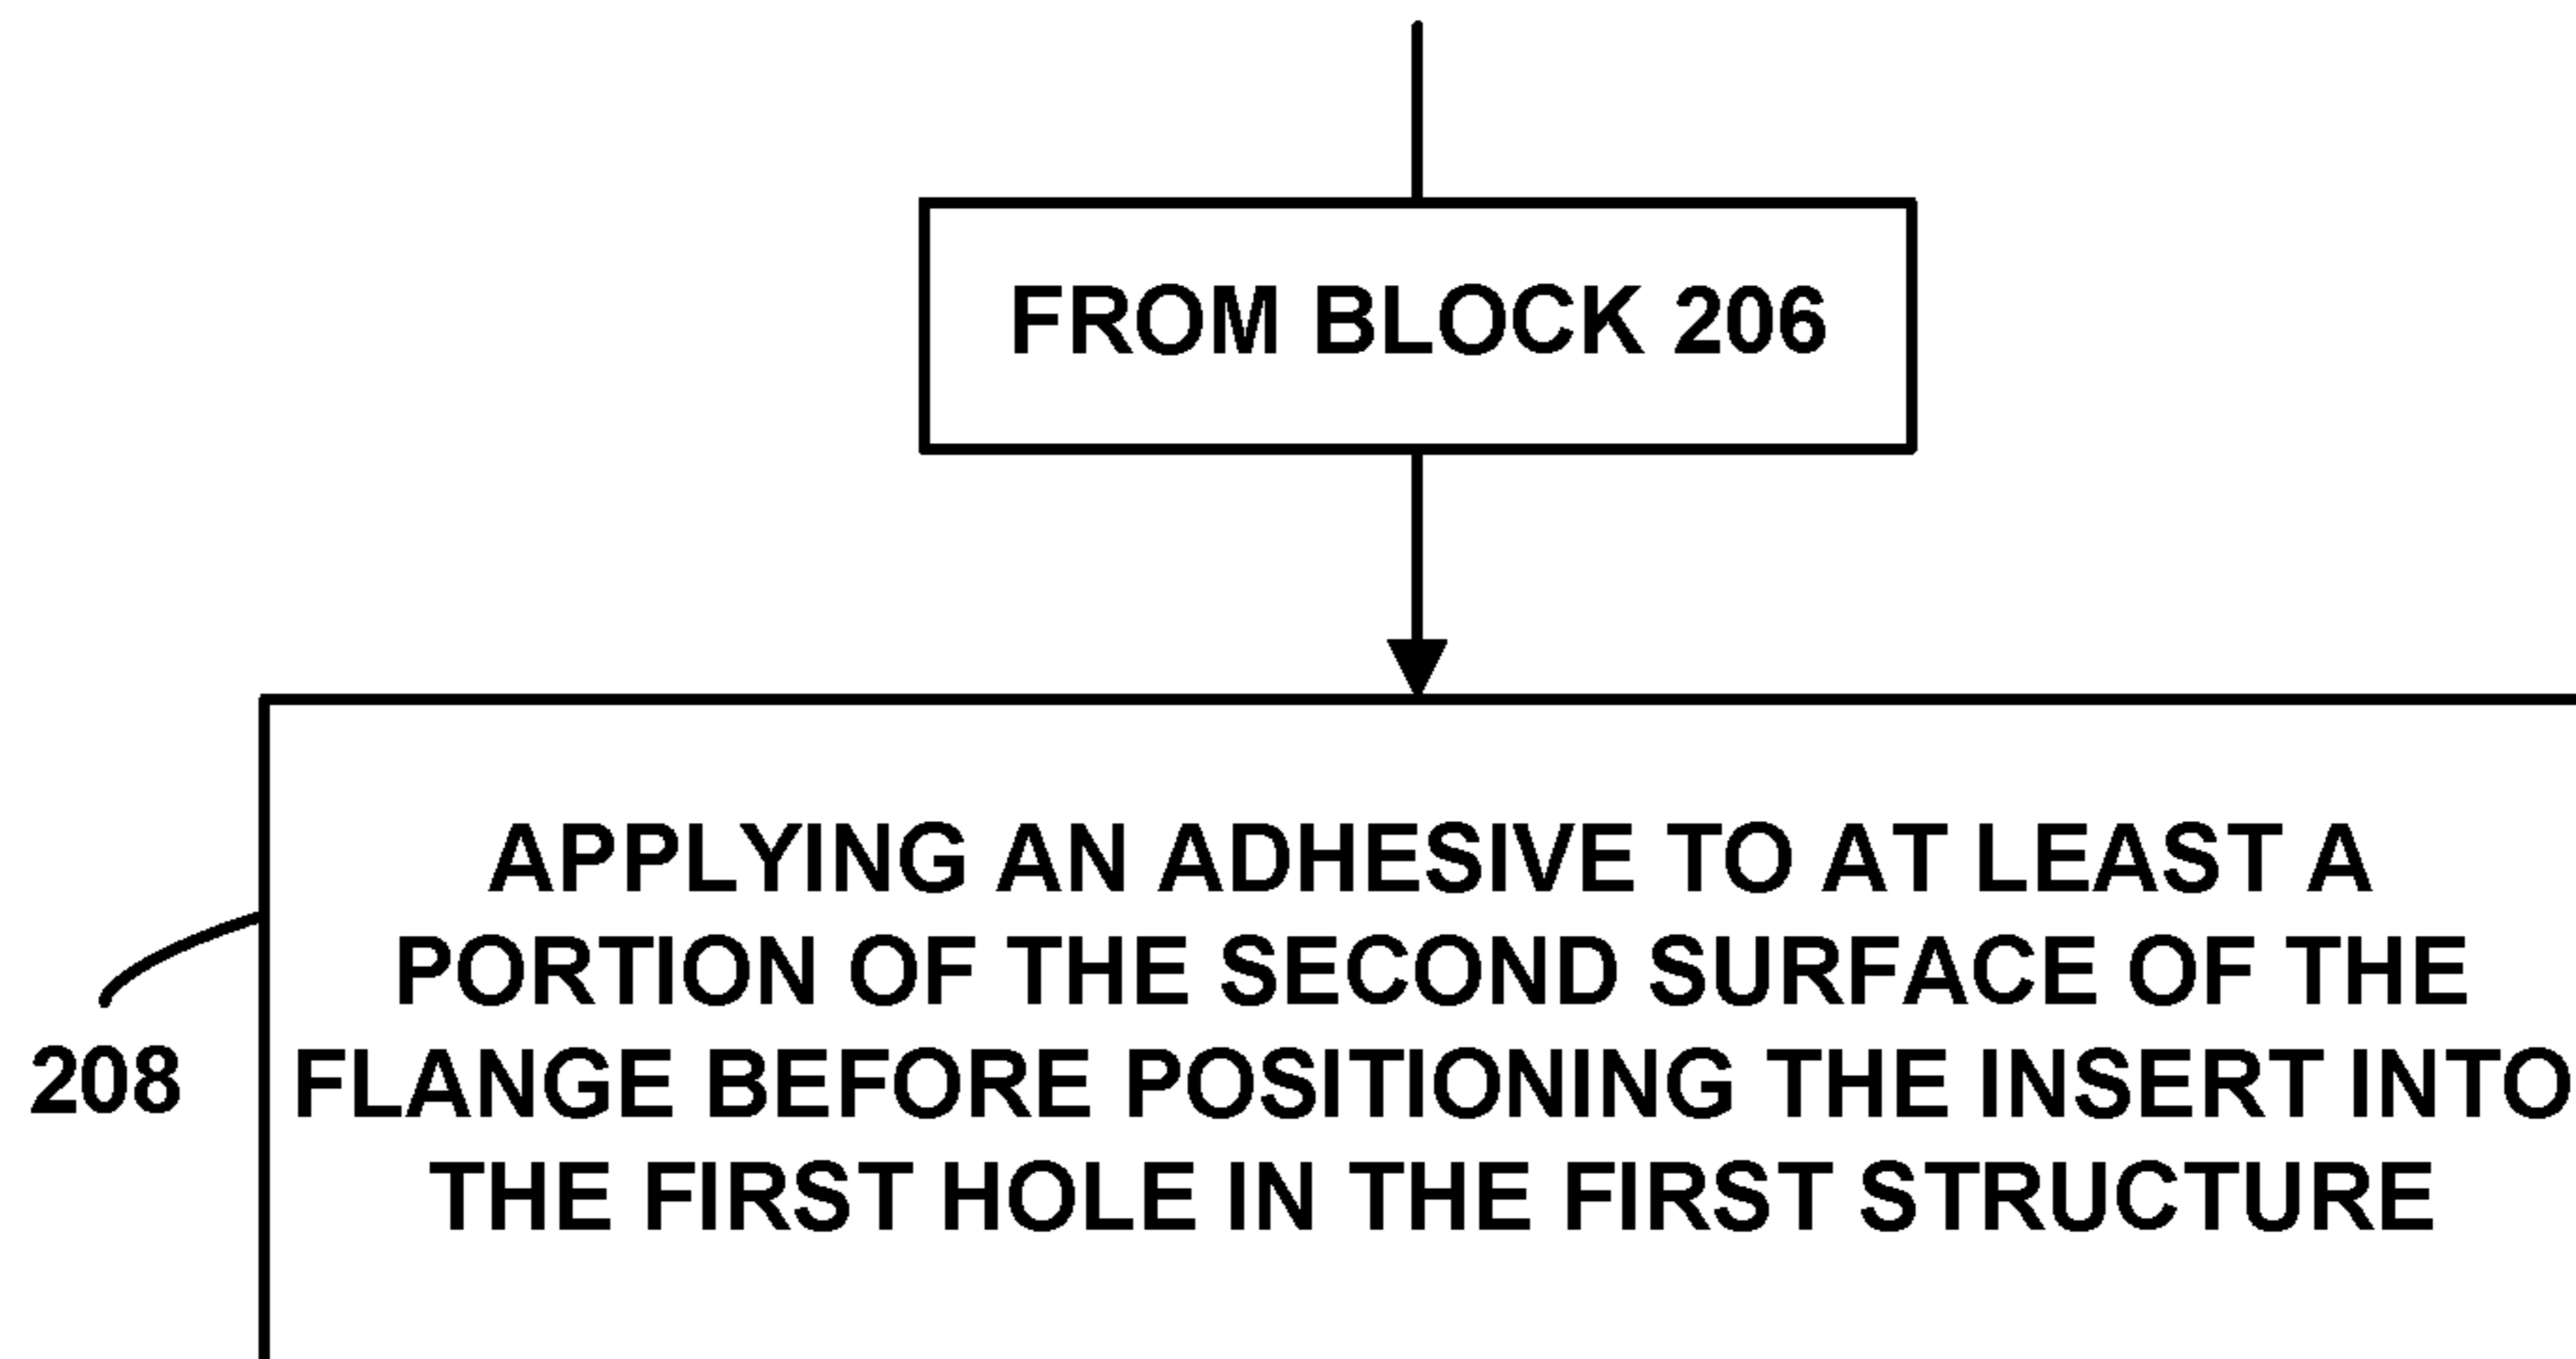 FROM BLOCK 206
APPLYING AN ADHESIVE TO AT LEAST A
PORTION OF THE SECOND SURFACE OF THE
FLANGE BEFORE POSITIONING THE INSERT INTO
THE FIRST HOLE IN THE FIRST STRUCTURE
208